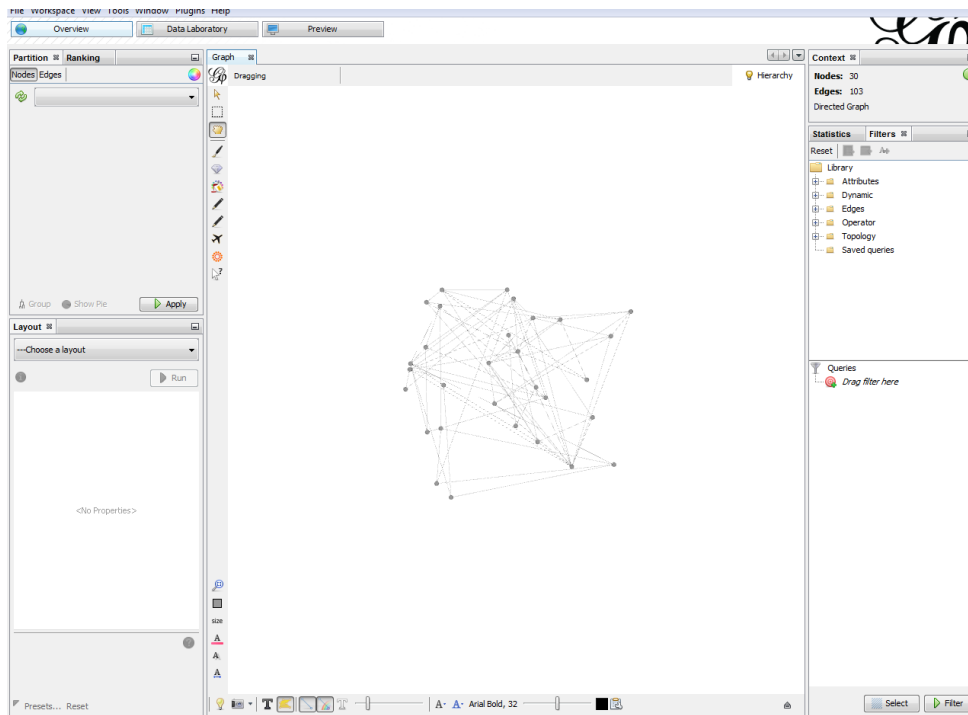 File Workspace View Tools Window Plugins Help
Overview Data Laboratory Preview
Partition Ranking
Nodes Edges
Group Show Pie Apply
Layout
---Choose a layout
Run
<No Properties>
Presets... Reset
Graph
Dragging Hierarchy
size
A
A
A
T T A- A- Arial Bold, 32
Context
Nodes: 30
Edges: 103
Directed Graph
Statistics Filters
Reset
Library
Attributes
Dynamic
Edges
Operator
Topology
Saved queries
Queries
Drag filter here
Select Filter